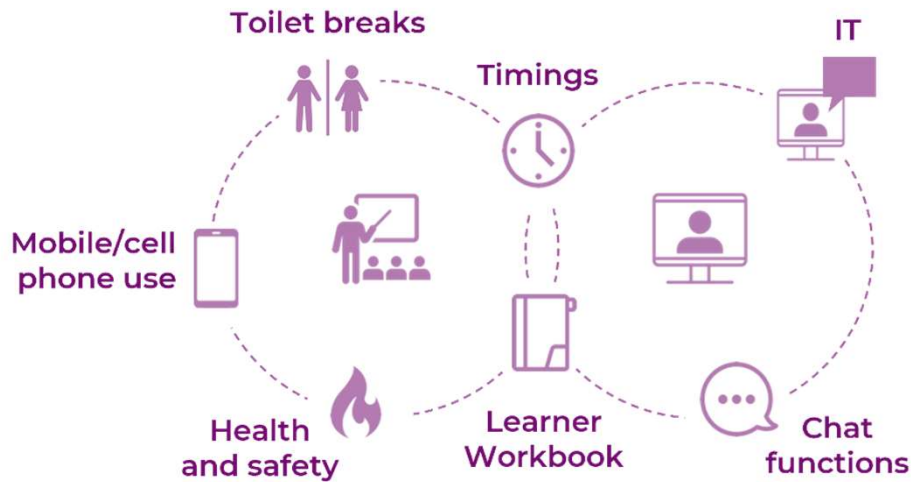 Toilet breaks
Timings
IT
Mobile/cell
phone use
Health
and safety
Learner
Workbook
Chat
functions